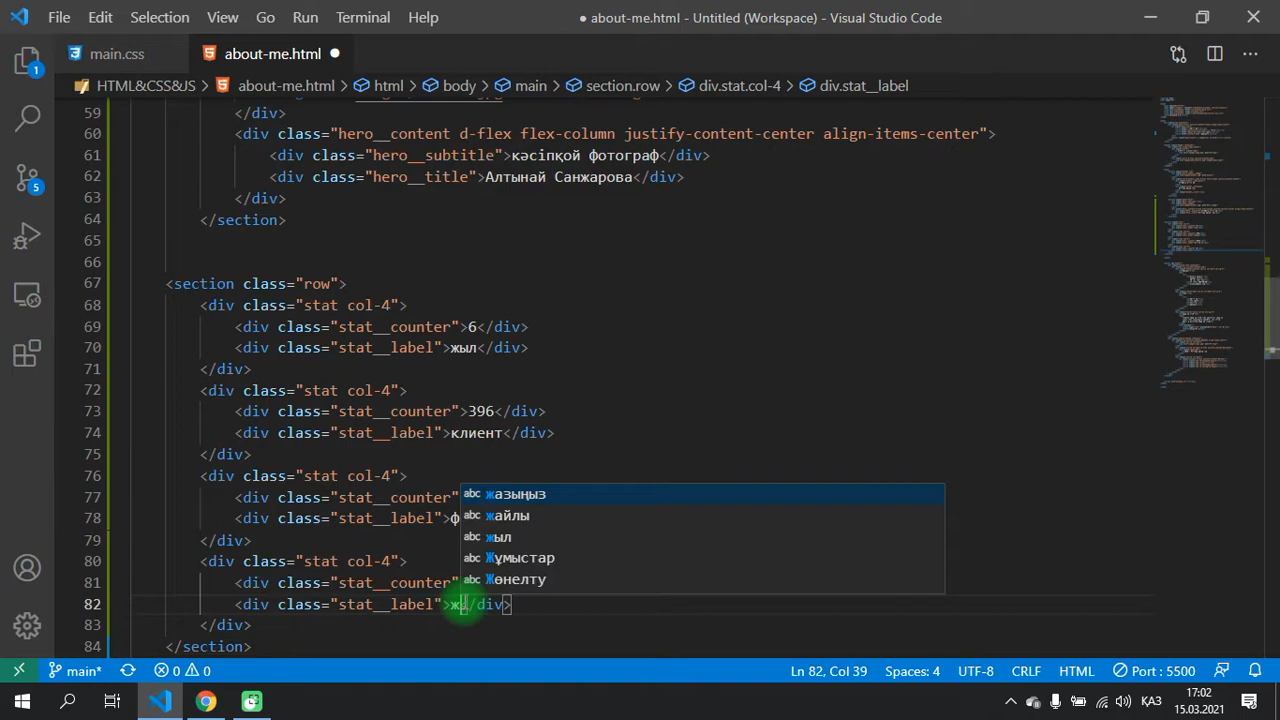 File Edit Selection View Go Run Terminal Help
● about-me.html - Untitled (Workspace) - Visual Studio Code
main.css
about-me.html
HTML&CSS&JS > about-me.html > html > body > main > section.row > div.stat.col-4 > div.stat__label
59 </div>
60 <div class="hero__content d-flex flex-column justify-content-center align-items-center">
61 <div class="hero__subtitle">кәсіпқой фотограф</div>
62 <div class="hero__title">Алтынай Санжарова</div>
63 </div>
64 </section>
65
66
67 <section class="row">
68 <div class="stat col-4">
69 <div class="stat__counter">6</div>
70 <div class="stat__label">жыл</div>
71 </div>
72 <div class="stat col-4">
73 <div class="stat__counter">396</div>
74 <div class="stat__label">клиент</div>
75 </div>
76 <div class="stat col-4">
77 <div class="stat__counter"
78 <div class="stat__label">ф
79 </div>
80 <div class="stat col-4">
81 <div class="stat__counter"
82 <div class="stat__label">ж/div>
83 </div>
84 </section>
abc жазыңыз
abc жайлы
abc жыл
abc Жұмыстар
abc Жөнелту
1
5
main* 0 0 Ln 82, Col 39 Spaces: 4 UTF-8 CRLF HTML Port : 5500
ҚАЗ
17:02
15.03.2021